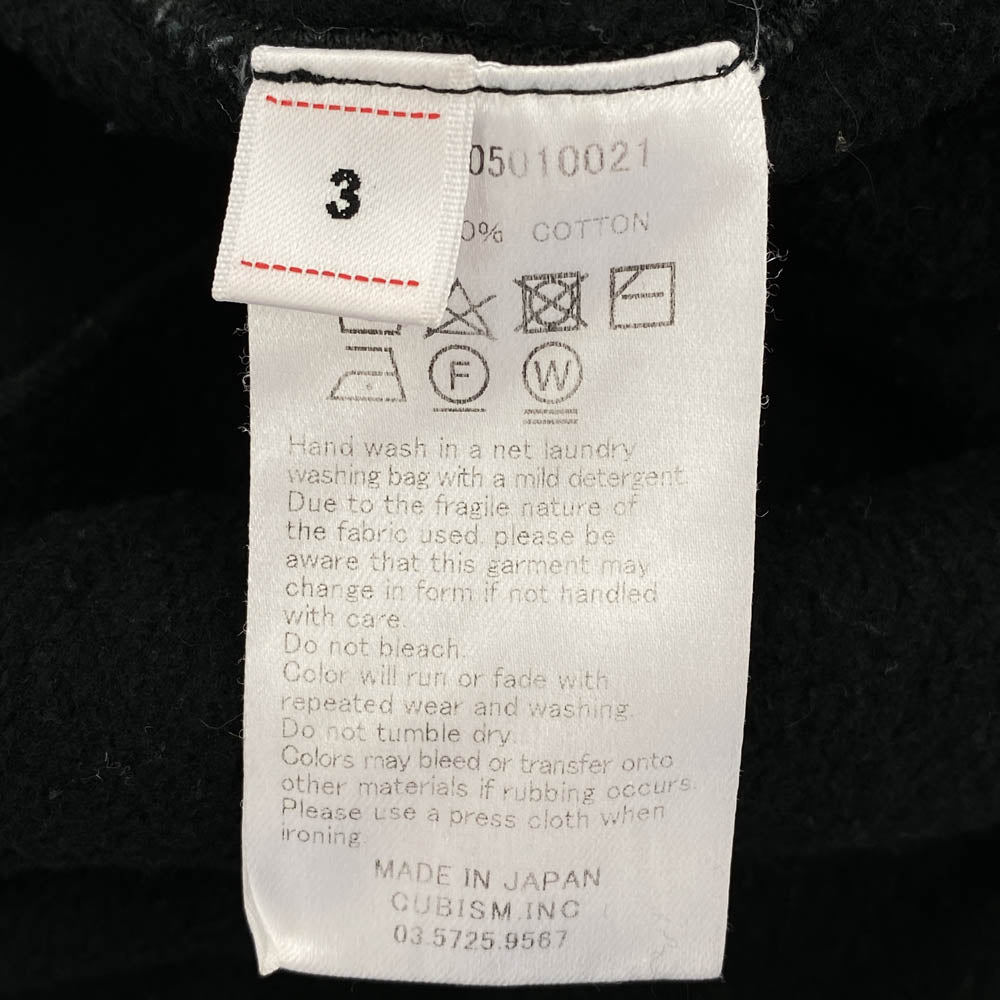 3
05010021
0% COTTON
F
W
Hand wash in a net laundry
washing bag with a mild detergent.
Due to the fragile nature of
the fabric used, please be
aware that this garment may
change in form if not handled
with care.
Do not bleach.
Color will run or fade with
repeated wear and washing.
Do not tumble dry.
Colors may bleed or transfer onto
other materials if rubbing occurs.
Please use a press cloth when
ironing.
MADE IN JAPAN
CUBISM.INC
03.5725.9567